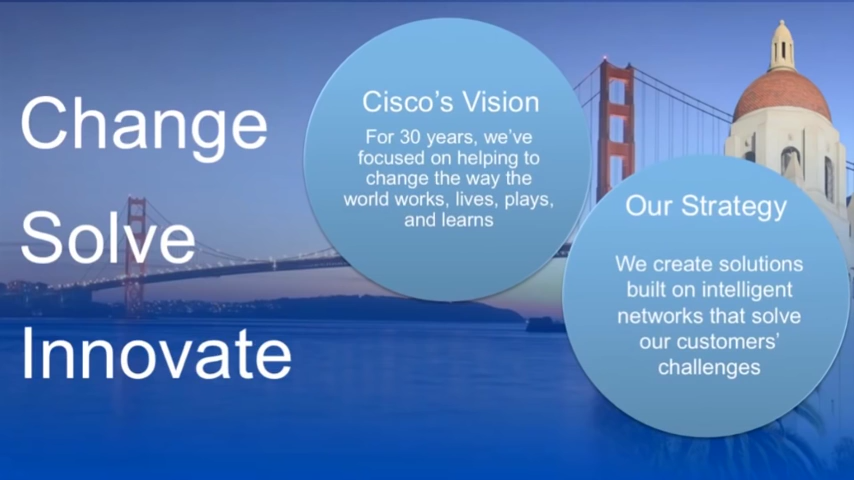 Change
Solve
Innovate
Cisco's Vision
For 30 years, we've
focused on helping to
change the way the
world works, lives, plays,
and learns
Our Strategy
We create solutions
built on intelligent
networks that solve
our customers'
challenges